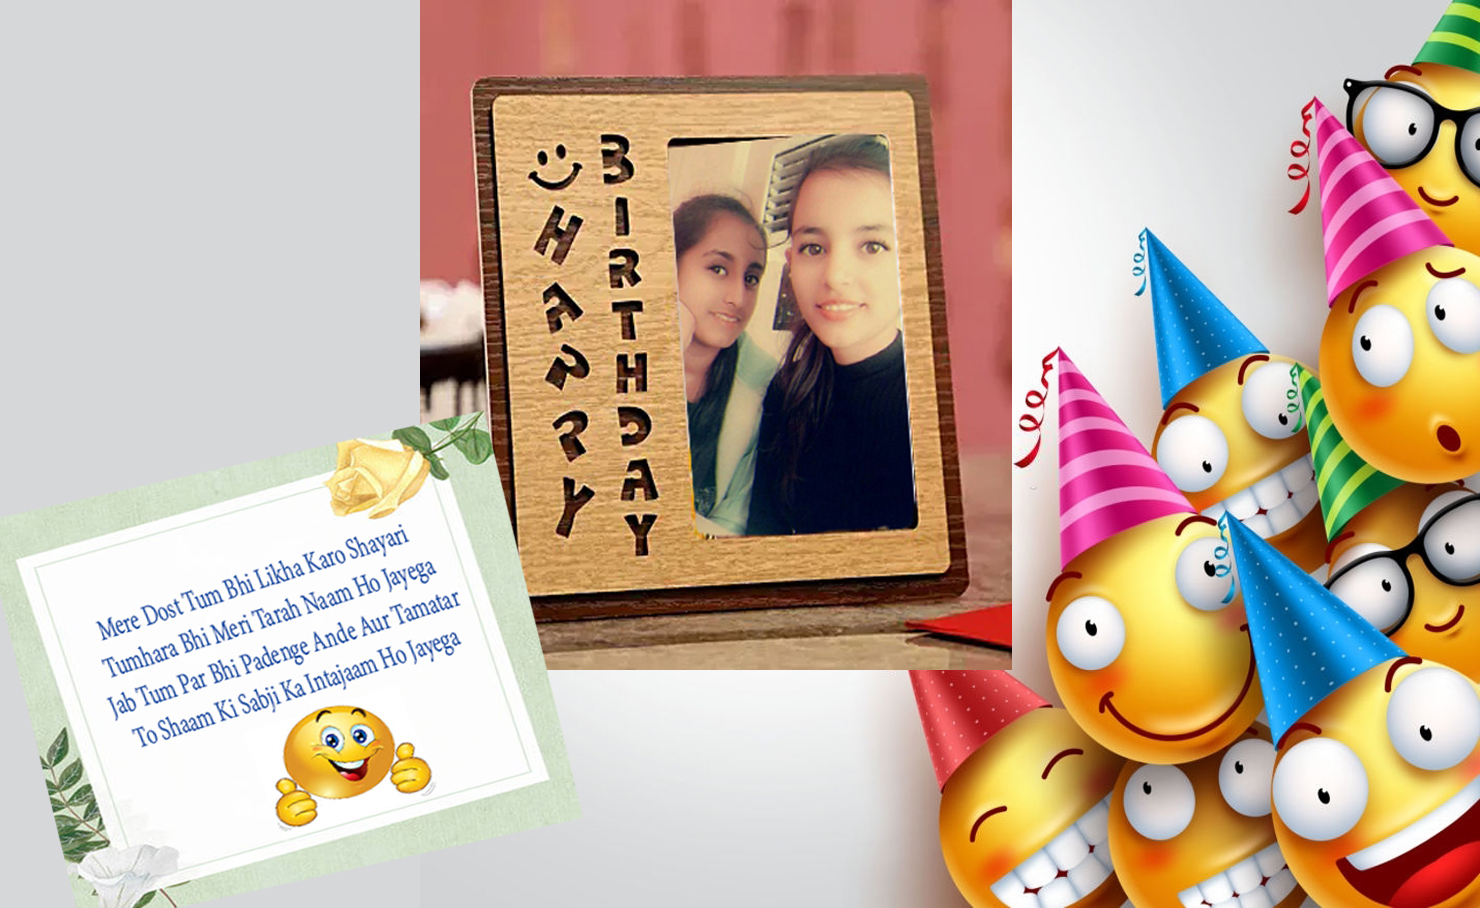 HAPPY
BIRTHDAY
Mere Dost Tum Bhi Likha Karo Shayari
Tumhara Bhi Meri Tarah Naam Ho Jayega
Jab Tum Par Bhi Padenge Ande Aur Tamatar
To Shaam Ki Sabji Ka Intajaam Ho Jayega